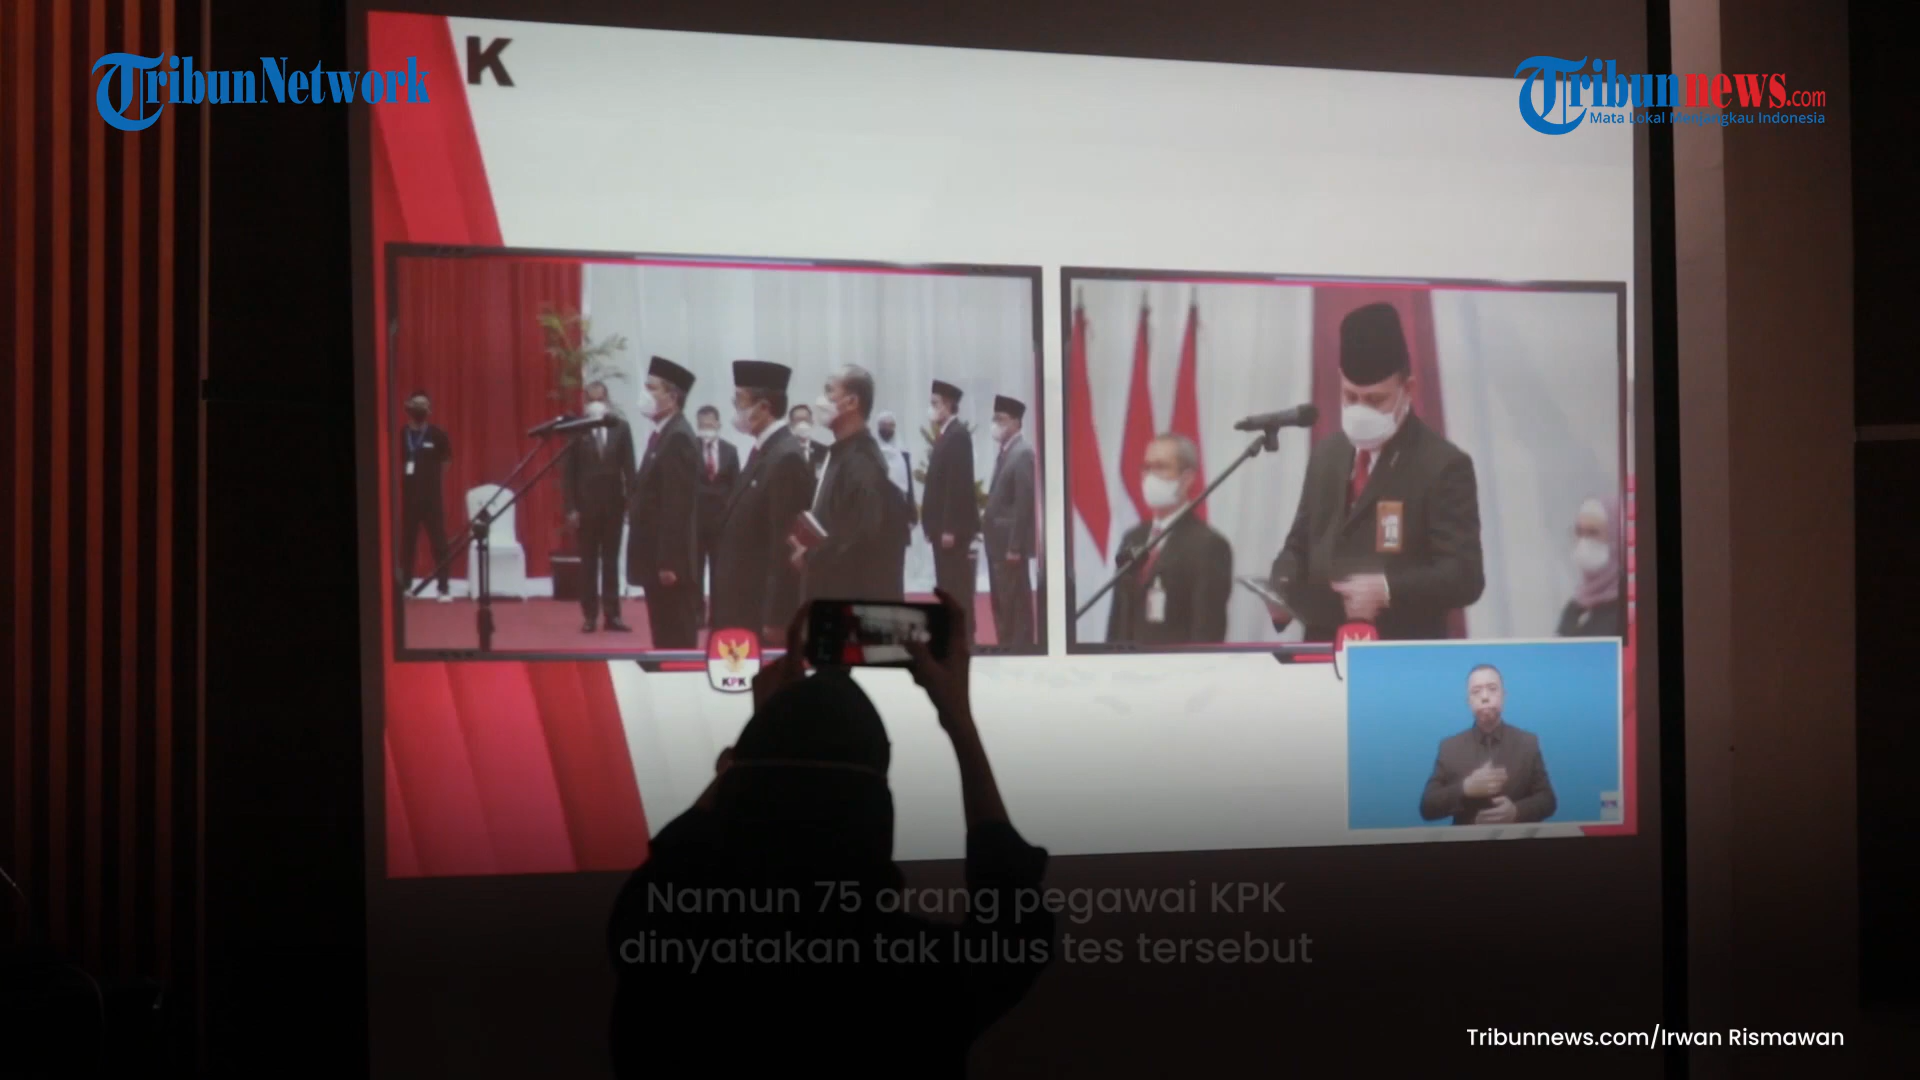 TribunNetwork
K
Tribunnews.com
Mata Lokal Menjangkau Indonesia
KPK
Namun 75 orang pegawai KPK
dinyatakan tak lulus tes tersebut
Tribunnews.com/Irwan Rismawan